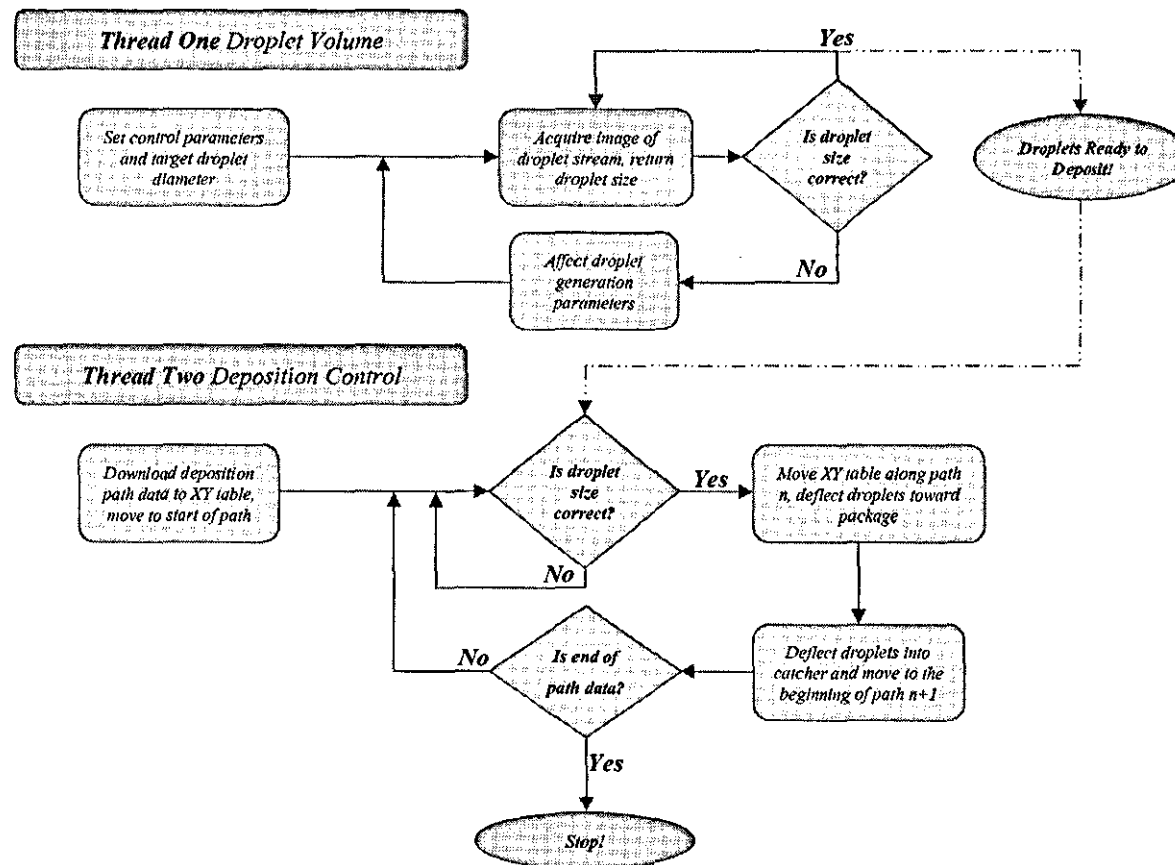 Thread One Droplet Volume
Yes
Set control parameters
and target droplet
diameter
Acquire image of
droplet stream, return
droplet size
Is droplet
size
correct?
Droplets Ready to
Deposit!
No
Affect droplet
generation
parameters
Thread Two Deposition Control
Download deposition
path data to XY table,
move to start of path
Is droplet
size
correct?
Yes
Move XY table along path
n, deflect droplets toward
package
No
Is end of
path data?
No
Deflect droplets into
catcher and move to the
beginning of path n+1
Yes
Stop!